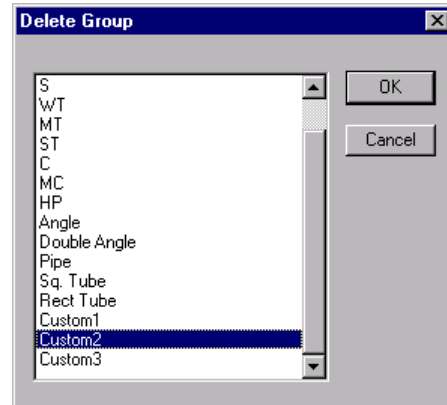 Delete Group
S
WT
MT
ST
C
MC
HP
Angle
Double Angle
Pipe
Sq. Tube
Rect Tube
Custom1
Custom2
Custom3
OK
Cancel